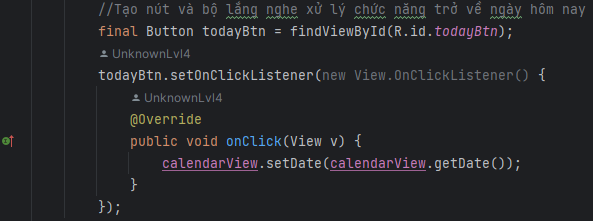 //Tạo nút và bộ lắng nghe xử lý chức năng trở về ngày hôm nay
final Button todayBtn = findViewById(R.id.todayBtn);
UnknownLvl4
todayBtn.setOnClickListener(new View.OnClickListener() {
UnknownLvl4
@Override
public void onClick(View v) {
calendarView.setDate(calendarView.getDate());
}
});